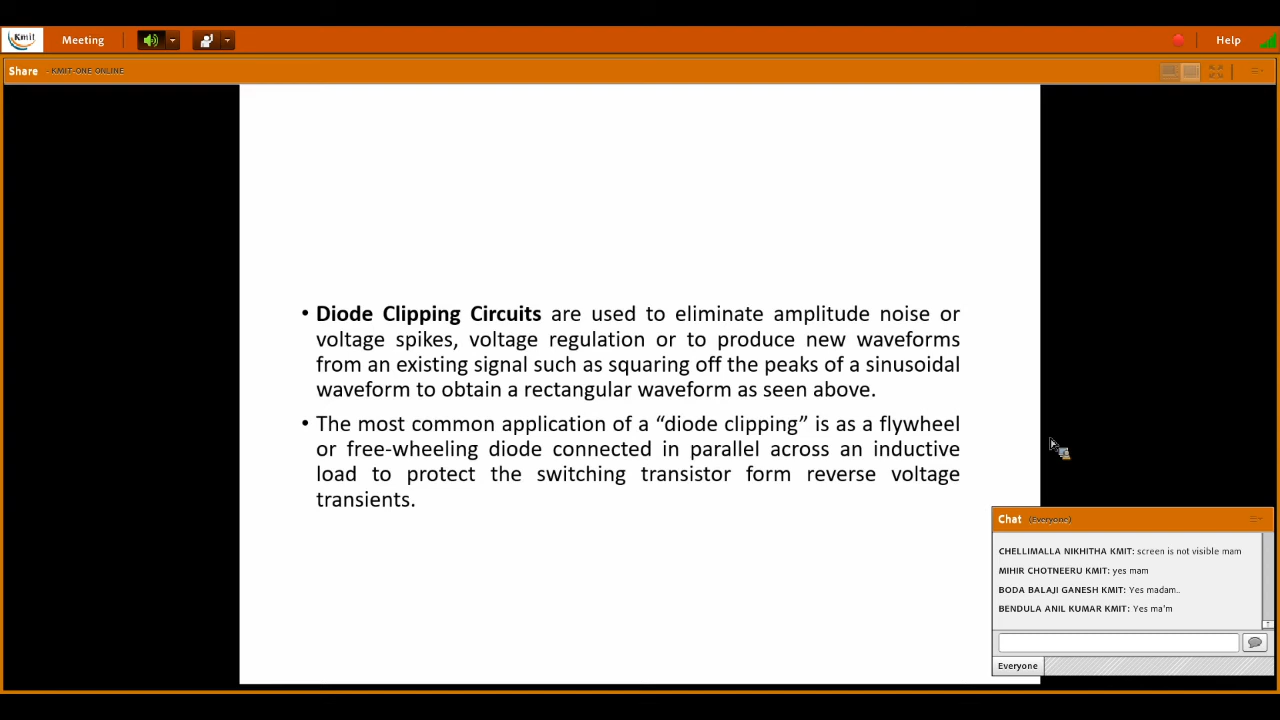 Kmit
Meeting
Help
Share - KMIT-ONE ONLINE
• Diode Clipping Circuits are used to eliminate amplitude noise or
voltage spikes, voltage regulation or to produce new waveforms
from an existing signal such as squaring off the peaks of a sinusoidal
waveform to obtain a rectangular waveform as seen above.
• The most common application of a “diode clipping” is as a flywheel
or free-wheeling diode connected in parallel across an inductive
load to protect the switching transistor form reverse voltage
transients.
Chat (Everyone)
CHELLIMALLA NIKHITHA KMIT: screen is not visible mam
MIHIR CHOTNEERU KMIT: yes mam
BODA BALAJI GANESH KMIT: Yes madam..
BENDULA ANIL KUMAR KMIT: Yes ma'm
Everyone